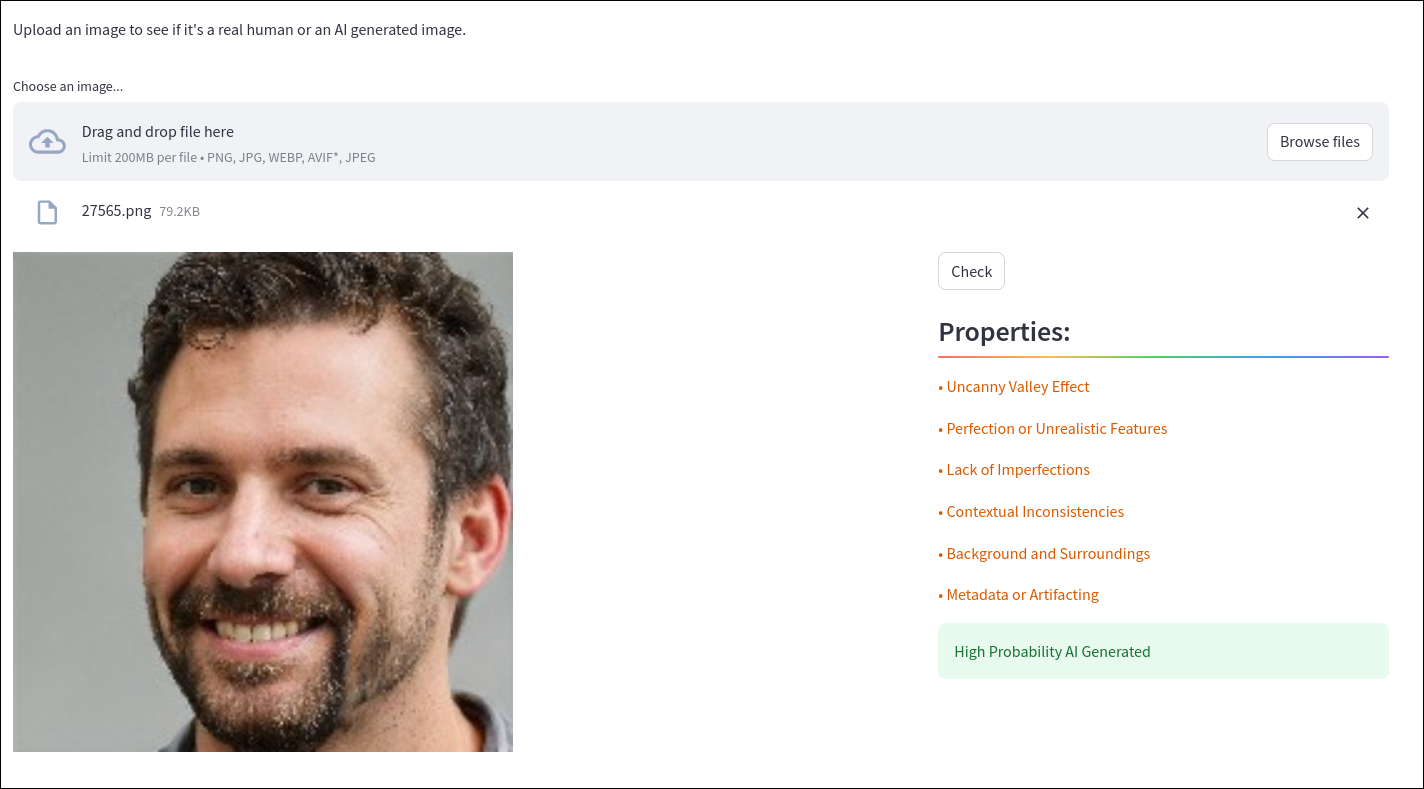 Upload an image to see if it's a real human or an AI generated image.
Choose an image...
Drag and drop file here
Limit 200MB per file • PNG, JPG, WEBP, AVIF*, JPEG
Browse files
27565.png 79.2KB
Check
Properties:
• Uncanny Valley Effect
• Perfection or Unrealistic Features
• Lack of Imperfections
• Contextual Inconsistencies
• Background and Surroundings
• Metadata or Artifacting
High Probability AI Generated